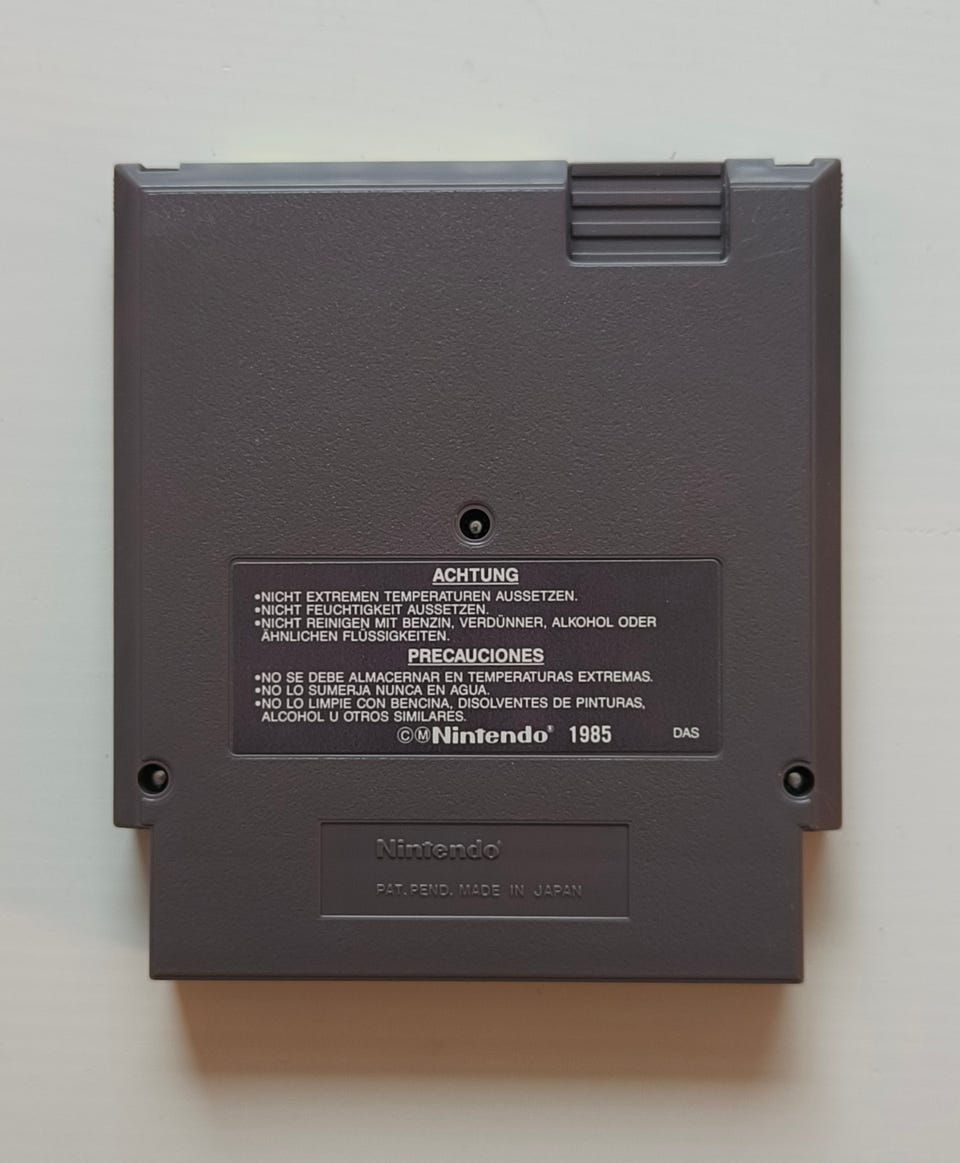 ACHTUNG
•NICHT EXTREMEN TEMPERATUREN AUSSETZEN.
•NICHT FEUCHTIGKEIT AUSSETZEN.
•NICHT REINIGEN MIT BENZIN, VERDÜNNER, ALKOHOL ODER
ÄHNLICHEN FLÜSSIGKEITEN.
PRECAUCIONES
•NO SE DEBE ALMACERNAR EN TEMPERATURAS EXTREMAS.
•NO LO SUMERJA NUNCA EN AGUA.
•NO LO LIMPIE CON BENCINA, DISOLVENTES DE PINTURAS,
ALCOHOL U OTROS SIMILARES.
©Ⓜ Nintendo® 1985 DAS
Nintendo®
PAT. PEND. MADE IN JAPAN